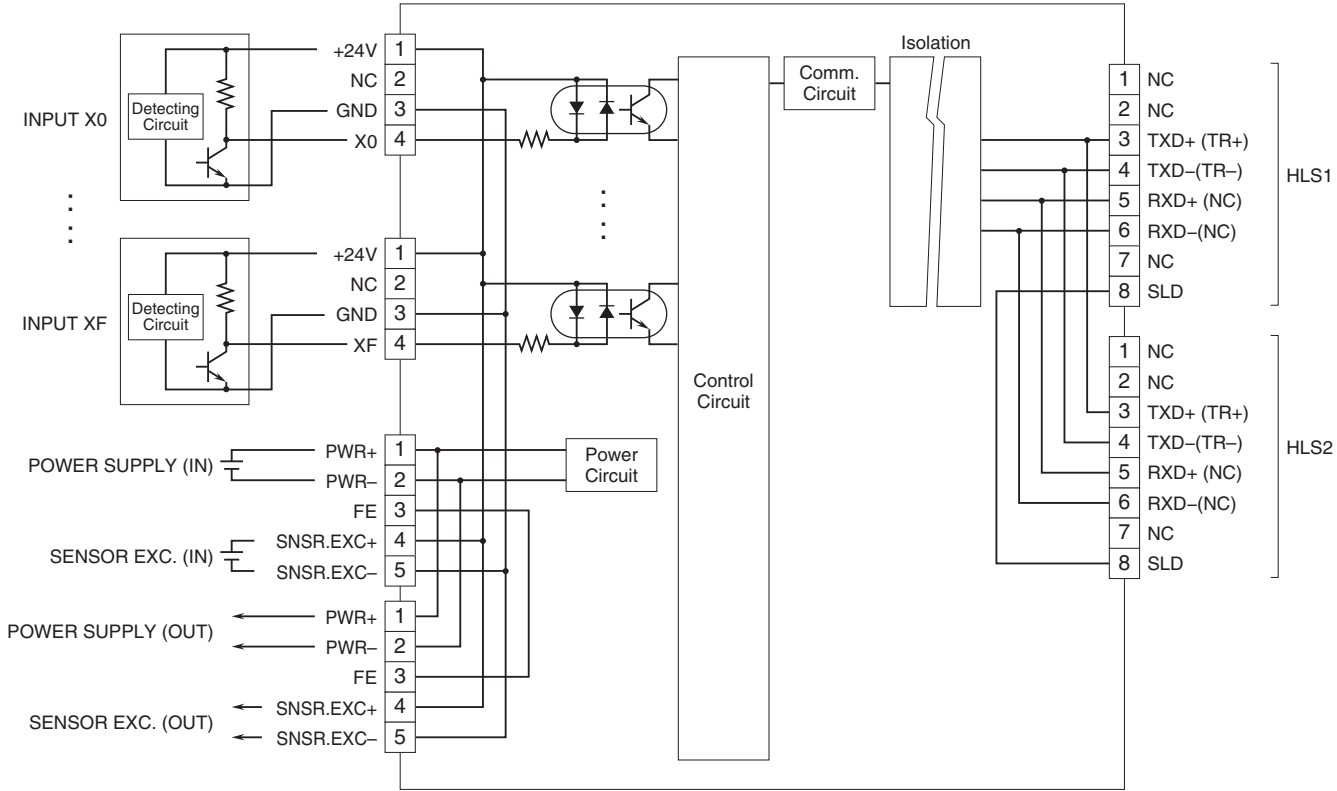 INPUT X0
Detecting
Circuit
+24V 1
NC 2
GND 3
X0 4
INPUT XF
Detecting
Circuit
+24V 1
NC 2
GND 3
XF 4
POWER SUPPLY (IN)
PWR+ 1
PWR– 2
FE 3
SENSOR EXC. (IN)
SNSR.EXC+ 4
SNSR.EXC– 5
POWER SUPPLY (OUT)
PWR+ 1
PWR– 2
FE 3
SENSOR EXC. (OUT)
SNSR.EXC+ 4
SNSR.EXC– 5
Power
Circuit
Control
Circuit
Comm.
Circuit
Isolation
1 NC
2 NC
3 TXD+ (TR+)
4 TXD–(TR–)
5 RXD+ (NC)
6 RXD–(NC)
7 NC
8 SLD
HLS1
1 NC
2 NC
3 TXD+ (TR+)
4 TXD–(TR–)
5 RXD+ (NC)
6 RXD–(NC)
7 NC
8 SLD
HLS2